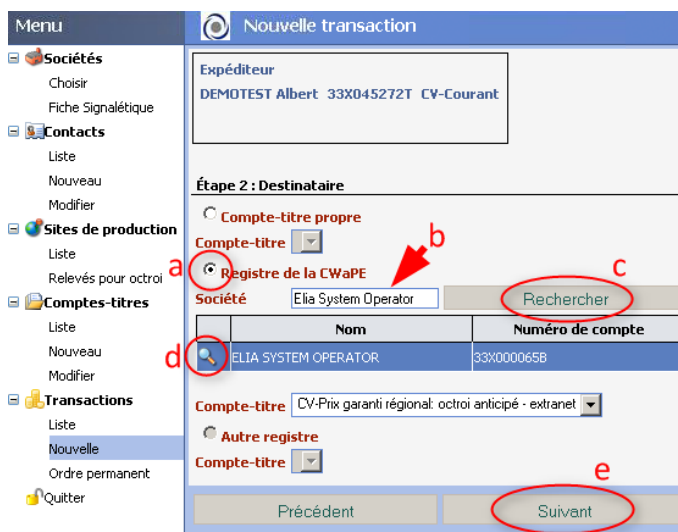 Menu
Sociétés
Choisir
Fiche Signalétique
Contacts
Liste
Nouveau
Modifier
Sites de production
Liste
Relevés pour octroi
Comptes-titres
Liste
Nouveau
Modifier
Transactions
Liste
Nouvelle
Ordre permanent
Quitter
Nouvelle transaction
Expéditeur
DEMOTEST Albert 33X045272T CV-Courant
Étape 2 : Destinataire
Compte-titre propre
Compte-titre
b
a Registre de la CWaPE
c
Société Elia System Operator Rechercher
Nom Numéro de compte
d ELIA SYSTEM OPERATOR 33X000065B
Compte-titre CV-Prix garanti régional: octroi anticipé - extranet
Autre registre
Compte-titre
e
Précédent Suivant